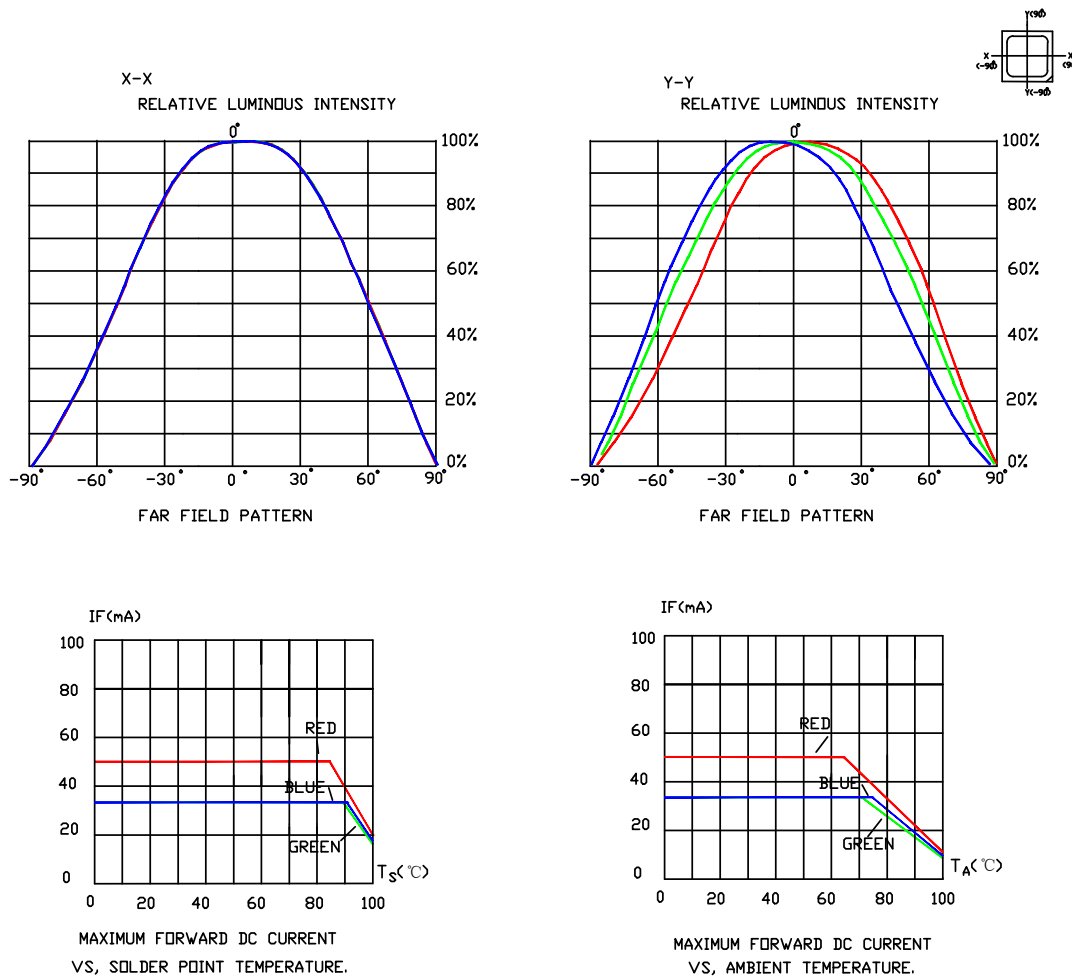 Y(90°)
X X
(-90°) (90°
Y(-90°)
X-X
RELATIVE LUMINOUS INTENSITY
0°
100%
80%
60%
40%
20%
0%
-90° -60° -30° 0° 30° 60° 90°
FAR FIELD PATTERN
Y-Y
RELATIVE LUMINOUS INTENSITY
0°
100%
80%
60%
40%
20%
0%
-90° -60° -30° 0° 30° 60° 90°
FAR FIELD PATTERN
IF(mA)
100
80
60
40
20
0
RED
BLUE
GREEN
TS(℃)
0 20 40 60 80 100
MAXIMUM FORWARD DC CURRENT
VS, SOLDER POINT TEMPERATURE.
IF(mA)
100
80
60
40
20
0
RED
BLUE
GREEN
TA(℃)
0 20 40 60 80 100
MAXIMUM FORWARD DC CURRENT
VS, AMBIENT TEMPERATURE.